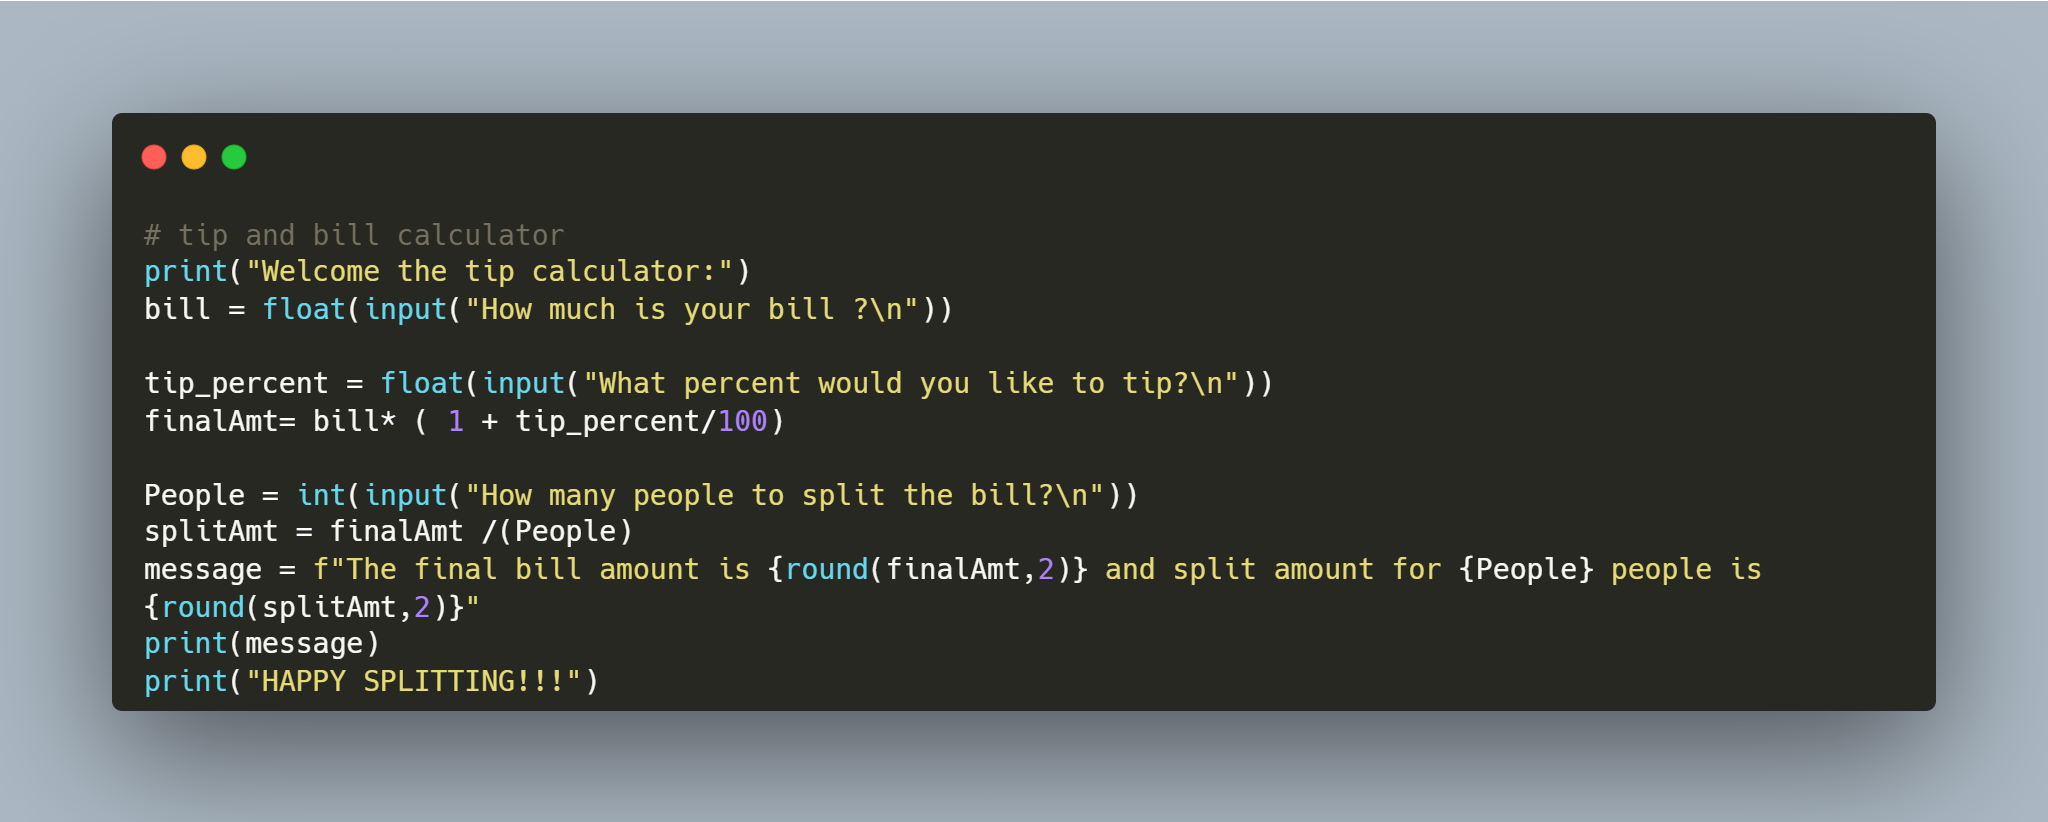 # tip and bill calculator
print("Welcome the tip calculator:")
bill = float(input("How much is your bill ?\n"))
tip_percent = float(input("What percent would you like to tip?\n"))
finalAmt= bill* ( 1 + tip_percent/100)
People = int(input("How many people to split the bill?\n"))
splitAmt = finalAmt /(People)
message = f"The final bill amount is {round(finalAmt,2)} and split amount for {People} people is
{round(splitAmt,2)}"
print(message)
print("HAPPY SPLITTING!!!")